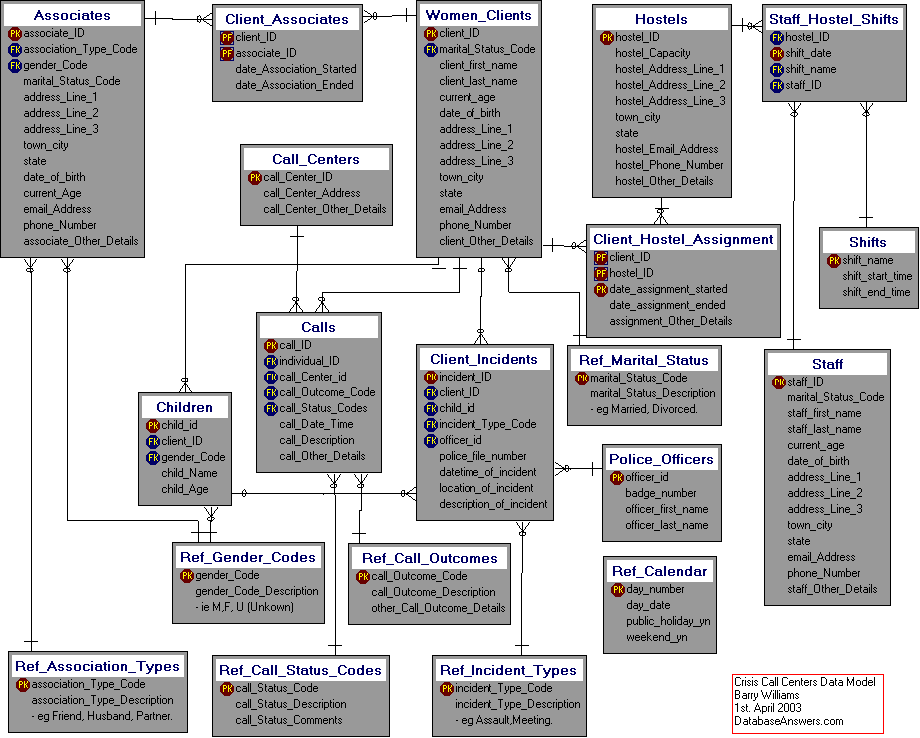 Associates
PK associate_ID
FK association_Type_Code
FK gender_Code
marital_Status_Code
address_Line_1
address_Line_2
address_Line_3
town_city
state
date_of_birth
current_Age
email_Address
phone_Number
associate_Other_Details
Client_Associates
PF client_ID
PF associate_ID
date_Association_Started
date_Association_Ended
Women_Clients
PK client_ID
FK marital_Status_Code
client_first_name
client_last_name
current_age
date_of_birth
address_Line_1
address_Line_2
address_Line_3
town_city
state
email_Address
phone_Number
client_Other_Details
Hostels
PK hostel_ID
hostel_Capacity
hostel_Address_Line_1
hostel_Address_Line_2
hostel_Address_Line_3
town_city
state
hostel_Email_Address
hostel_Phone_Number
hostel_Other_Details
Staff_Hostel_Shifts
FK hostel_ID
PK shift_date
FK shift_name
FK staff_ID
Call_Centers
PK call_Center_ID
call_Center_Address
call_Center_Other_Details
Client_Hostel_Assignment
PF client_ID
PF hostel_ID
PK date_assignment_started
date_assignment_ended
assignment_Other_Details
Shifts
PK shift_name
shift_start_time
shift_end_time
Calls
PK call_ID
FK individual_ID
FK call_Center_id
FK call_Outcome_Code
FK call_Status_Codes
call_Date_Time
call_Description
call_Other_Details
Client_Incidents
PK incident_ID
FK client_ID
FK child_id
FK incident_Type_Code
FK officer_id
police_file_number
datetime_of_incident
location_of_incident
description_of_incident
Ref_Marital_Status
PK marital_Status_Code
marital_Status_Description
- eg Married, Divorced.
Staff
PK staff_ID
marital_Status_Code
staff_first_name
staff_last_name
current_age
date_of_birth
address_Line_1
address_Line_2
address_Line_3
town_city
state
email_Address
phone_Number
staff_Other_Details
Children
PK child_id
FK client_ID
FK gender_Code
child_Name
child_Age
Police_Officers
PK officer_id
badge_number
officer_first_name
officer_last_name
Ref_Gender_Codes
PK gender_Code
gender_Code_Description
- ie M,F, U (Unkown)
Ref_Call_Outcomes
PK call_Outcome_Code
call_Outcome_Description
other_Call_Outcome_Details
Ref_Calendar
PK day_number
day_date
public_holiday_yn
weekend_yn
Ref_Association_Types
PK association_Type_Code
association_Type_Description
- eg Friend, Husband, Partner.
Ref_Call_Status_Codes
PK call_Status_Code
call_Status_Description
call_Status_Comments
Ref_Incident_Types
PK incident_Type_Code
incident_Type_Description
- eg Assault,Meeting.
Crisis Call Centers Data Model
Barry Williams
1st. April 2003
DatabaseAnswers.com